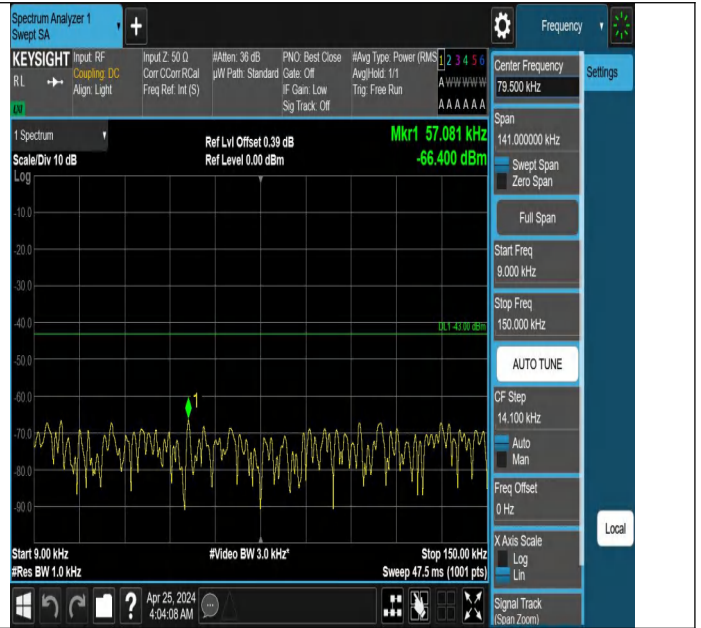 Spectrum Analyzer 1
Swept SA
Frequency
KEYSIGHT
RL
LXI
Input: RF
Coupling: DC
Align: Light
Input Z: 50 Ω
Corr CCorr RCal
Freq Ref: Int (S)
#Atten: 36 dB
µW Path: Standard
PNO: Best Close
Gate: Off
IF Gain: Low
Sig Track: Off
#Avg Type: Power (RMS
Avg|Hold: 1/1
Trig: Free Run
1 2 3 4 5 6
A W W W W W
A A A A A A
1 Spectrum
Scale/Div 10 dB
Log
Ref Lvl Offset 0.39 dB
Ref Level 0.00 dBm
Mkr1 57.081 kHz
-66.400 dBm
-10.0
-20.0
-30.0
-40.0
DL1 -43.00 dBm
-50.0
-60.0
1
-70.0
-80.0
-90.0
Start 9.00 kHz
#Res BW 1.0 kHz
#Video BW 3.0 kHz*
Stop 150.00 kHz
Sweep 47.5 ms (1001 pts)
?
Apr 25, 2024
4:04:08 AM
Center Frequency
79.500 kHz
Settings
Span
141.000000 kHz
Swept Span
Zero Span
Full Span
Start Freq
9.000 kHz
Stop Freq
150.000 kHz
AUTO TUNE
CF Step
14.100 kHz
Auto
Man
Freq Offset
0 Hz
X Axis Scale
Log
Lin
Local
Signal Track
(Span Zoom)